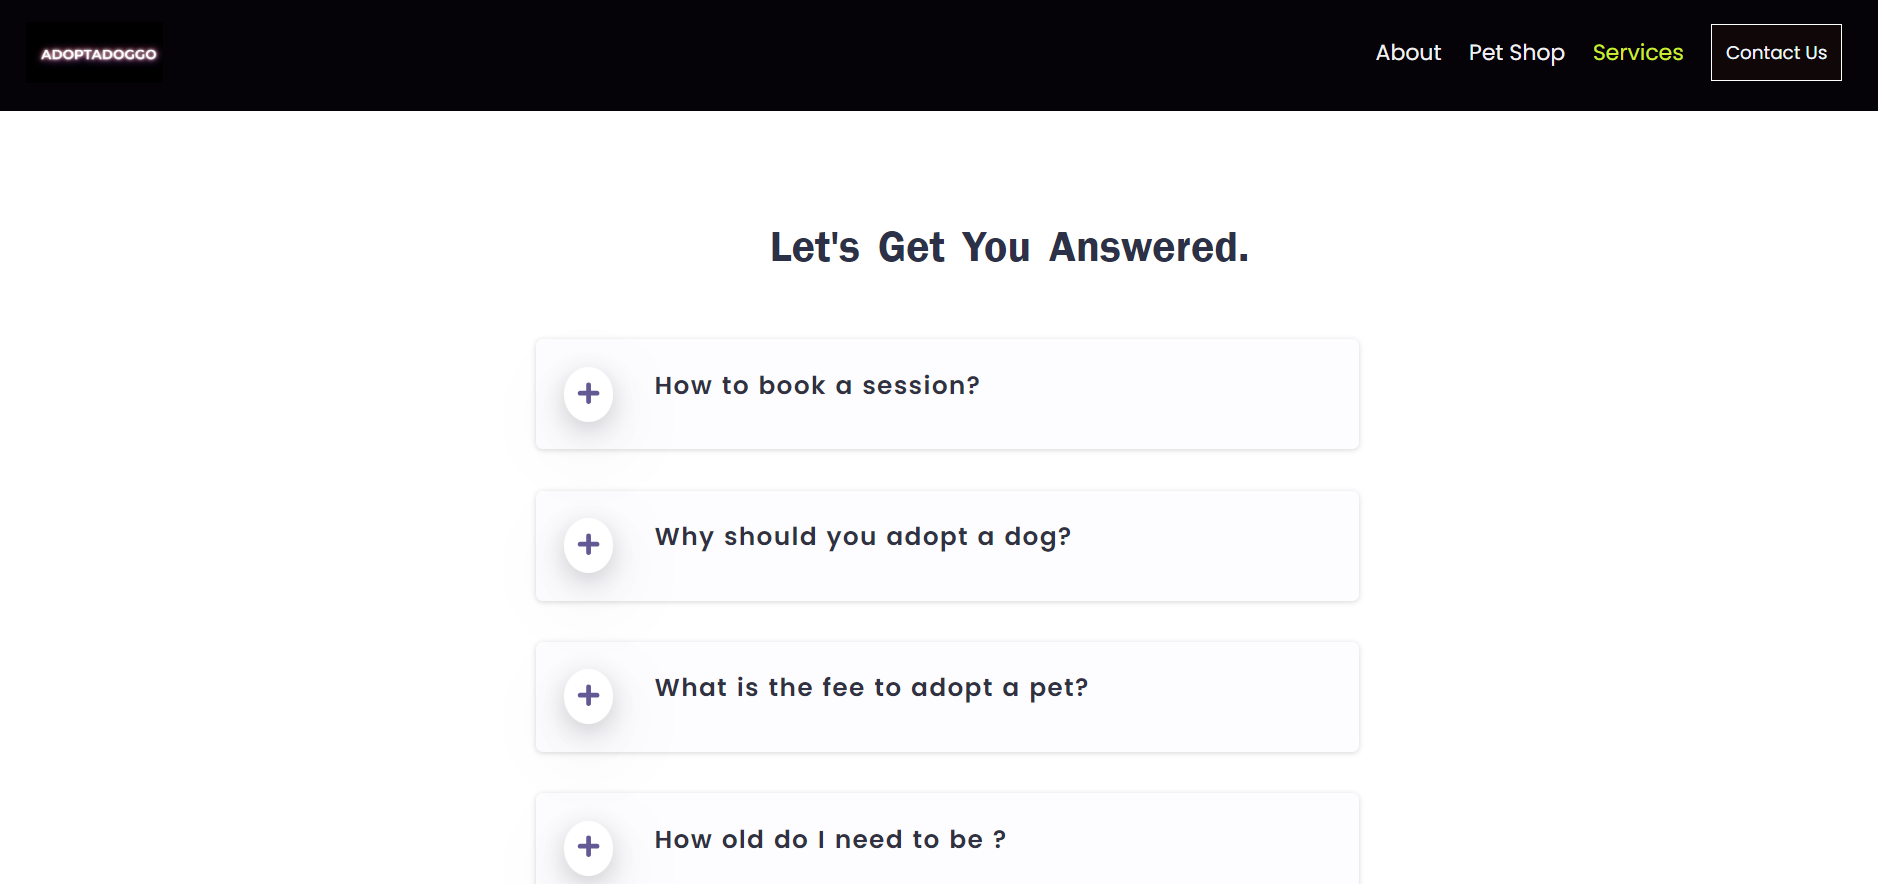 ADOPTADOGGO
About Pet Shop Services Contact Us
Let's Get You Answered.
How to book a session?
Why should you adopt a dog?
What is the fee to adopt a pet?
How old do I need to be ?